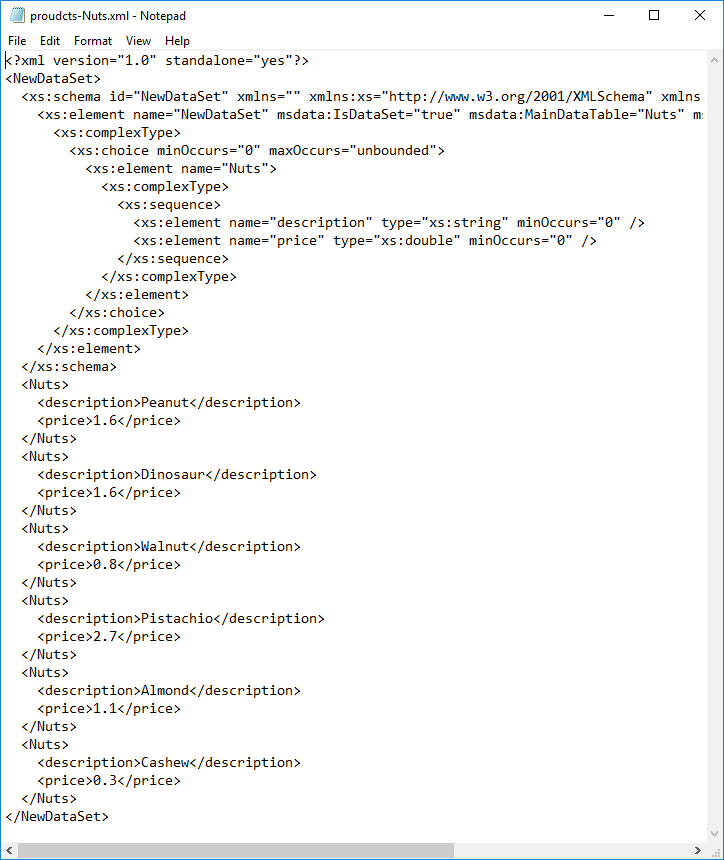 proudcts-Nuts.xml - Notepad
File Edit Format View Help
<?xml version="1.0" standalone="yes"?>
<NewDataSet>
  <xs:schema id="NewDataSet" xmlns="" xmlns:xs="http://www.w3.org/2001/XMLSchema" xmlns
    <xs:element name="NewDataSet" msdata:IsDataSet="true" msdata:MainDataTable="Nuts" ms
      <xs:complexType>
        <xs:choice minOccurs="0" maxOccurs="unbounded">
          <xs:element name="Nuts">
            <xs:complexType>
              <xs:sequence>
                <xs:element name="description" type="xs:string" minOccurs="0" />
                <xs:element name="price" type="xs:double" minOccurs="0" />
              </xs:sequence>
            </xs:complexType>
          </xs:element>
        </xs:choice>
      </xs:complexType>
    </xs:element>
  </xs:schema>
  <Nuts>
    <description>Peanut</description>
    <price>1.6</price>
  </Nuts>
  <Nuts>
    <description>Dinosaur</description>
    <price>1.6</price>
  </Nuts>
  <Nuts>
    <description>Walnut</description>
    <price>0.8</price>
  </Nuts>
  <Nuts>
    <description>Pistachio</description>
    <price>2.7</price>
  </Nuts>
  <Nuts>
    <description>Almond</description>
    <price>1.1</price>
  </Nuts>
  <Nuts>
    <description>Cashew</description>
    <price>0.3</price>
  </Nuts>
</NewDataSet>